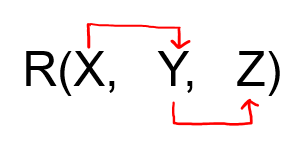 R(X, Y, Z)